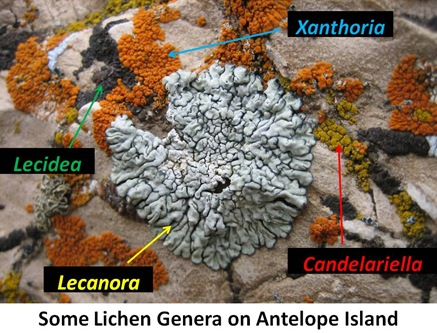 Xanthoria
Lecidea
Lecanora
Candelariella
Some Lichen Genera on Antelope Island